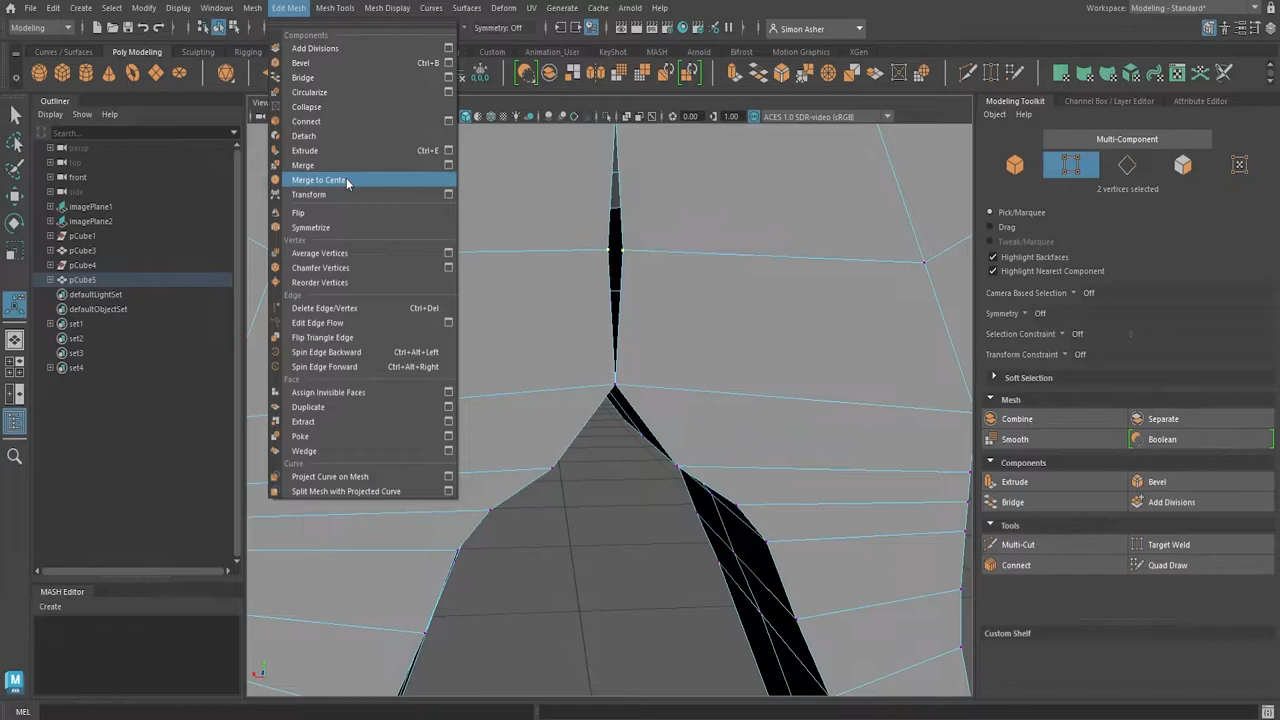 File Edit Create Select Modify Display Windows Mesh Edit Mesh Mesh Tools Mesh Display Curves Surfaces Deform UV Generate Cache Arnold Help
Workspace: Modeling - Standard*
Modeling
Symmetry: Off
Simon Asher
Curves / Surfaces Poly Modeling Sculpting Rigging Custom Animation_User KeyShot MASH Arnold Bifrost Motion Graphics XGen
Outliner
Display Show Help
Search...
persp
top
front
side
imagePlane1
imagePlane2
pCube1
pCube3
pCube4
pCube5
defaultLightSet
defaultObjectSet
set1
set2
set3
set4
MASH Editor
Create
Components
Add Divisions
Bevel Ctrl+B
Bridge
Circularize
Collapse
Connect
Detach
Extrude Ctrl+E
Merge
Merge to Cente
Transform
Flip
Symmetrize
Vertex
Average Vertices
Chamfer Vertices
Reorder Vertices
Edge
Delete Edge/Vertex Ctrl+Del
Edit Edge Flow
Flip Triangle Edge
Spin Edge Backward Ctrl+Alt+Left
Spin Edge Forward Ctrl+Alt+Right
Face
Assign Invisible Faces
Duplicate
Extract
Poke
Wedge
Curve
Project Curve on Mesh
Split Mesh with Projected Curve
View
0.00 1.00 ACES 1.0 SDR-video (sRGB)
Modeling Toolkit Channel Box / Layer Editor Attribute Editor
Object Help
Multi-Component
2 vertices selected
Pick/Marquee
Drag
Tweak/Marquee
Highlight Backfaces
Highlight Nearest Component
Camera Based Selection Off
Symmetry Off
Selection Constraint Off 0
Transform Constraint Off
Soft Selection
Mesh
Combine Separate
Smooth Boolean
Components
Extrude Bevel
Bridge Add Divisions
Tools
Multi-Cut Target Weld
Connect Quad Draw
Custom Shelf
MEL